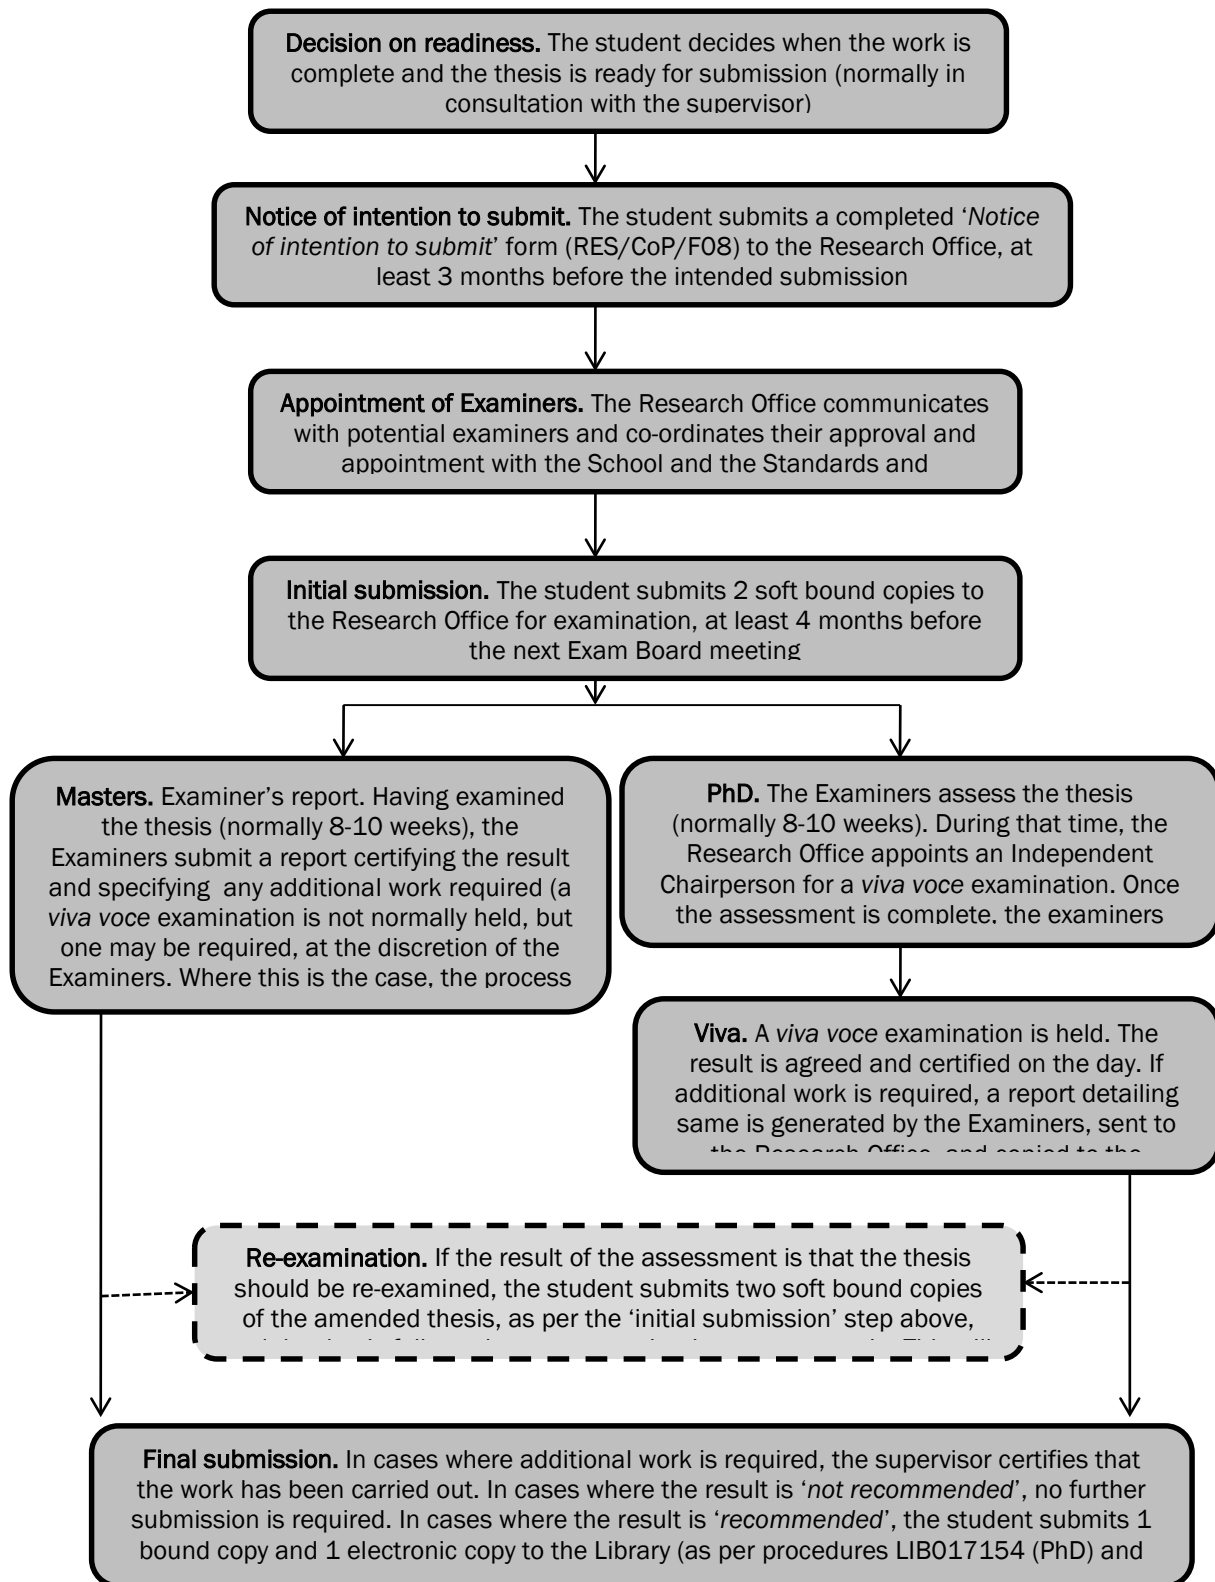 Decision on readiness. The student decides when the work is
complete and the thesis is ready for submission (normally in
consultation with the supervisor)
Notice of intention to submit. The student submits a completed ‘Notice
of intention to submit’ form (RES/CoP/F08) to the Research Office, at
least 3 months before the intended submission
Appointment of Examiners. The Research Office communicates
with potential examiners and co-ordinates their approval and
appointment with the School and the Standards and
Initial submission. The student submits 2 soft bound copies to
the Research Office for examination, at least 4 months before
the next Exam Board meeting
Masters. Examiner’s report. Having examined
the thesis (normally 8-10 weeks), the
Examiners submit a report certifying the result
and specifying any additional work required (a
viva voce examination is not normally held, but
one may be required, at the discretion of the
Examiners. Where this is the case, the process
PhD. The Examiners assess the thesis
(normally 8-10 weeks). During that time, the
Research Office appoints an Independent
Chairperson for a viva voce examination. Once
the assessment is complete, the examiners
Viva. A viva voce examination is held. The
result is agreed and certified on the day. If
additional work is required, a report detailing
same is generated by the Examiners, sent to
the Research Office, and copied to the
Re-examination. If the result of the assessment is that the thesis
should be re-examined, the student submits two soft bound copies
of the amended thesis, as per the ‘initial submission’ step above,
Final submission. In cases where additional work is required, the supervisor certifies that
the work has been carried out. In cases where the result is ‘not recommended’, no further
submission is required. In cases where the result is ‘recommended’, the student submits 1
bound copy and 1 electronic copy to the Library (as per procedures LIB017154 (PhD) and